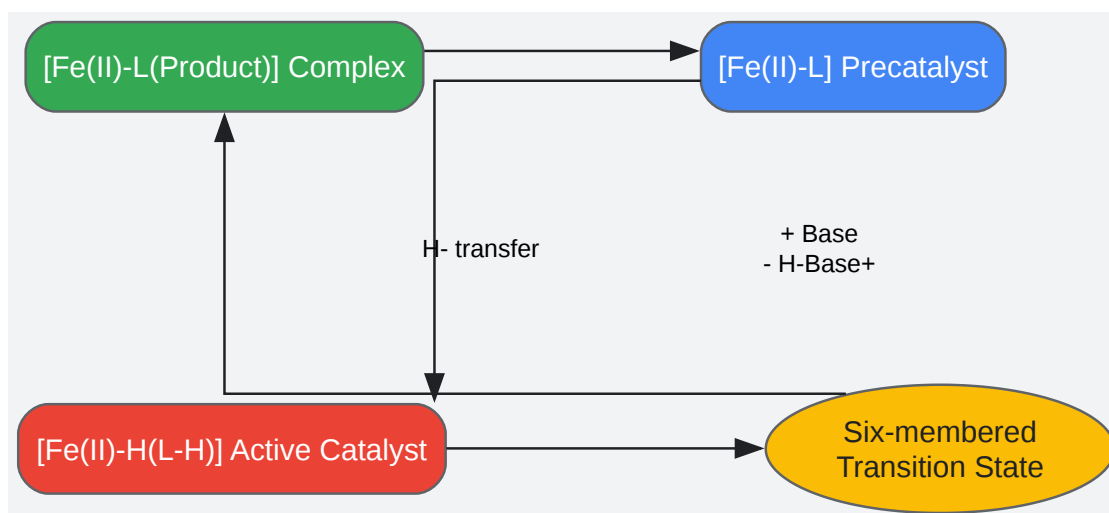 [Fe(II)-L(Product)] Complex
[Fe(II)-L] Precatalyst
H- transfer
+ Base
- H-Base+
[Fe(II)-H(L-H)] Active Catalyst
Six-membered
Transition State